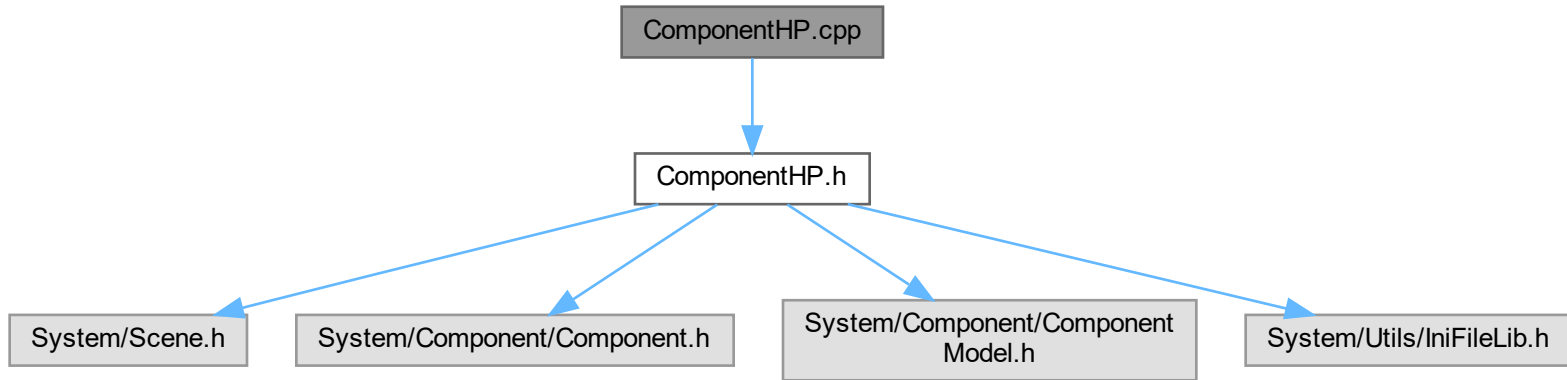 ComponentHP.cpp
ComponentHP.h
System/Scene.h
System/Component/Component.h
System/Component/Component
Model.h
System/Utils/IniFileLib.h